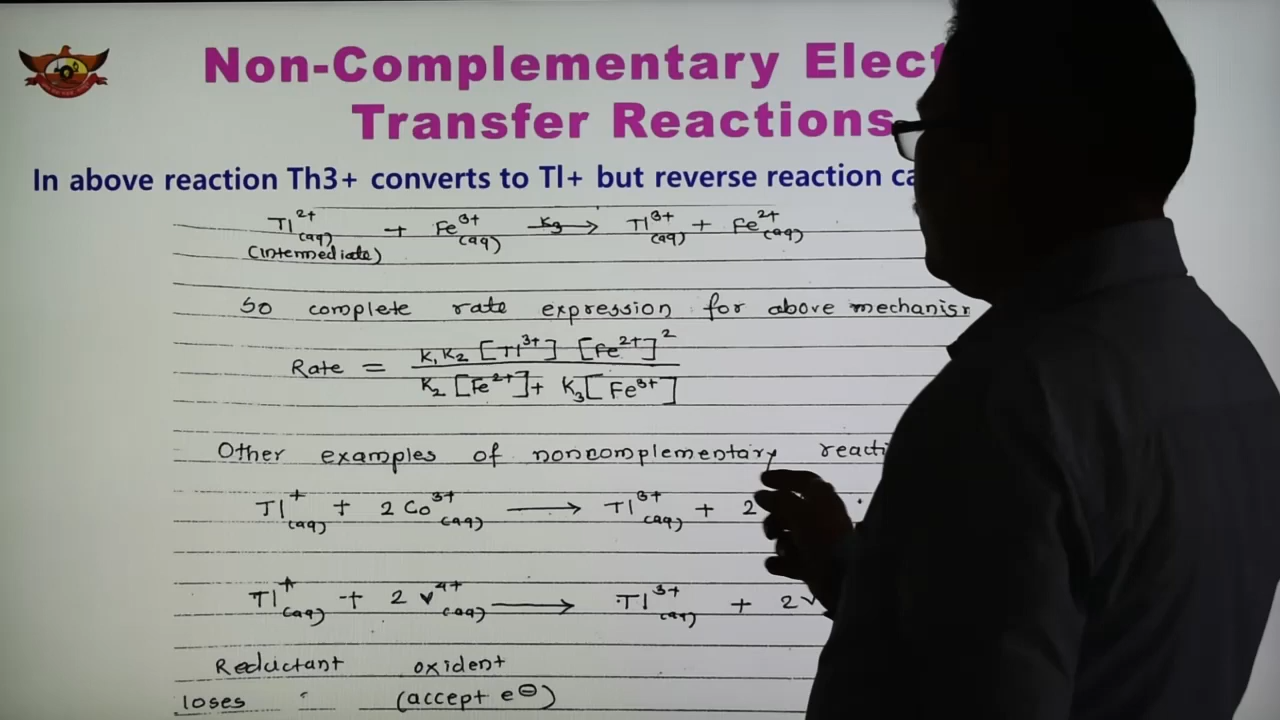 Non-Complementary Elect
Transfer Reactions
In above reaction Th3+ converts to Tl+ but reverse reaction ca
Tl²⁺(aq) + Fe³⁺(aq) —K₃→ Tl³⁺(aq) + Fe²⁺(aq)
(intermediate)
So complete rate expression for above mechanism
Rate = K₁K₂ [Tl³⁺] [Fe²⁺]² / K₂ [Fe²⁺] + K₃ [Fe³⁺]
Other examples of noncomplementary reacti
Tl⁺(aq) + 2 Co³⁺(aq) ⟶ Tl³⁺(aq) + 2
Tl⁺(aq) + 2 V⁴⁺(aq) ⟶ Tl³⁺(aq) + 2 V
Reductant oxident
loses (accept e⊖)